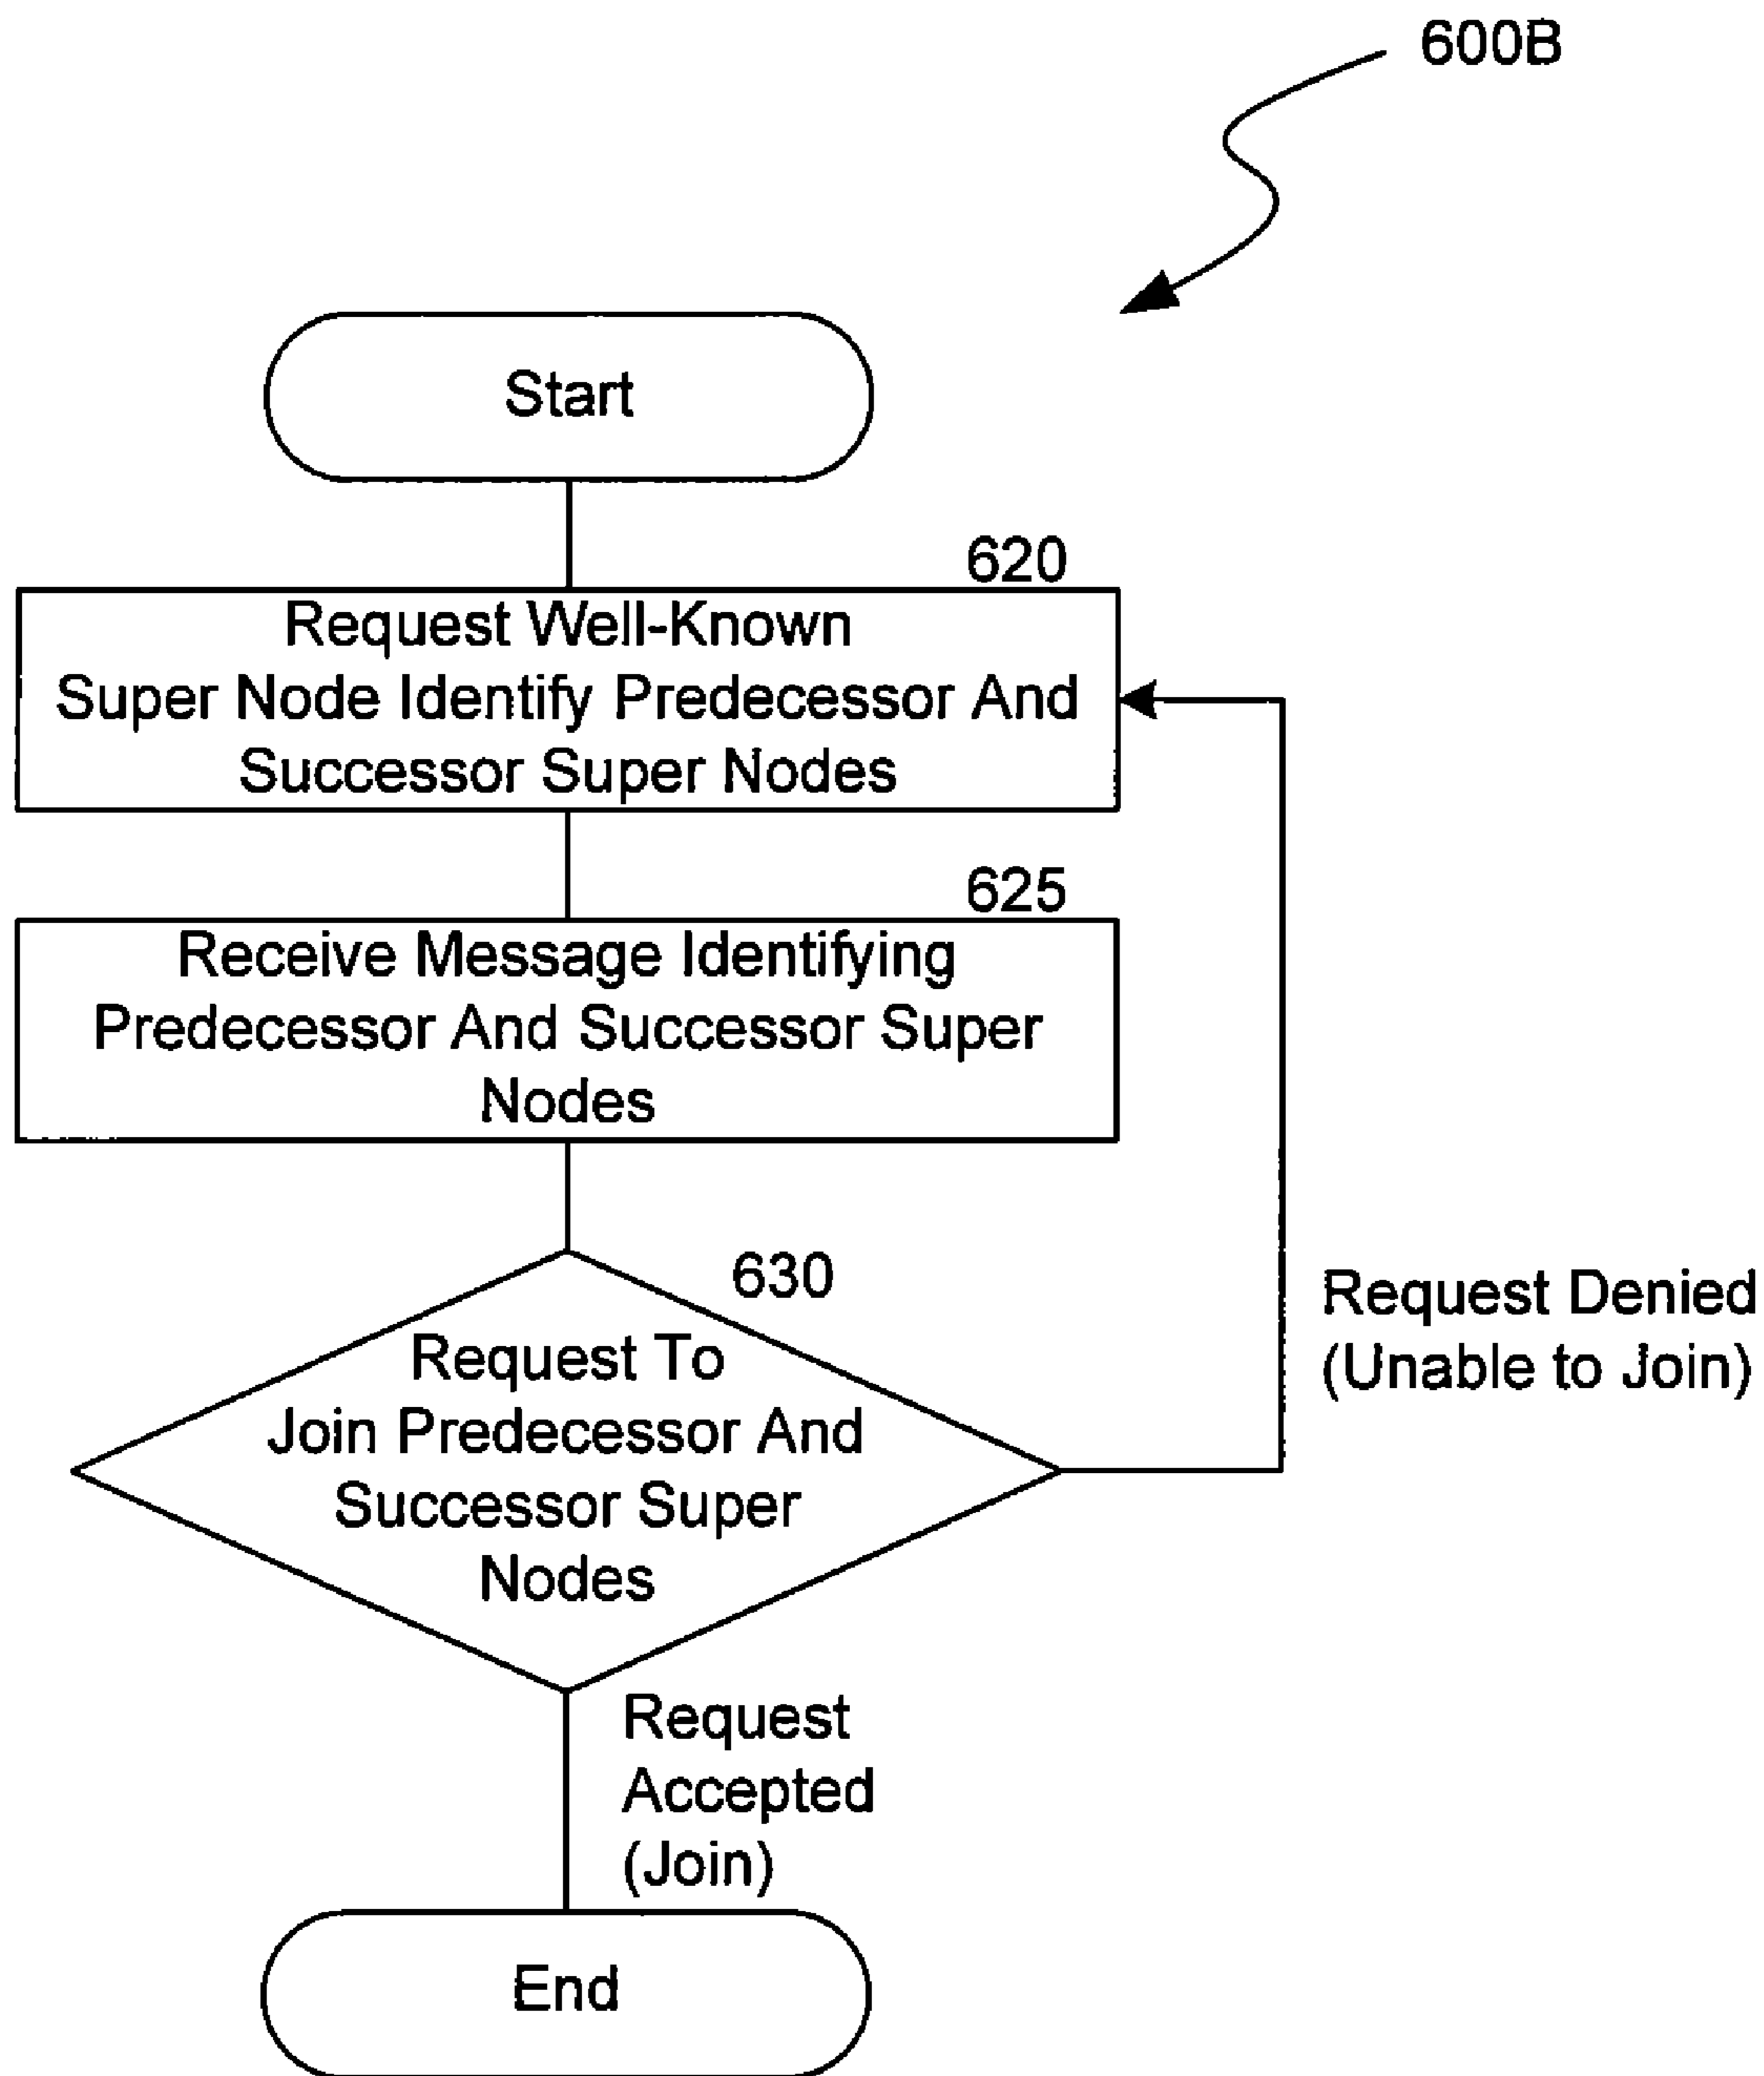 600B
Start
620
Request Well-Known
Super Node Identify Predecessor And
Successor Super Nodes
625
Receive Message Identifying
Predecessor And Successor Super
Nodes
630
Request To
Join Predecessor And
Successor Super
Nodes
Request Denied
(Unable to Join)
Request
Accepted
(Join)
End